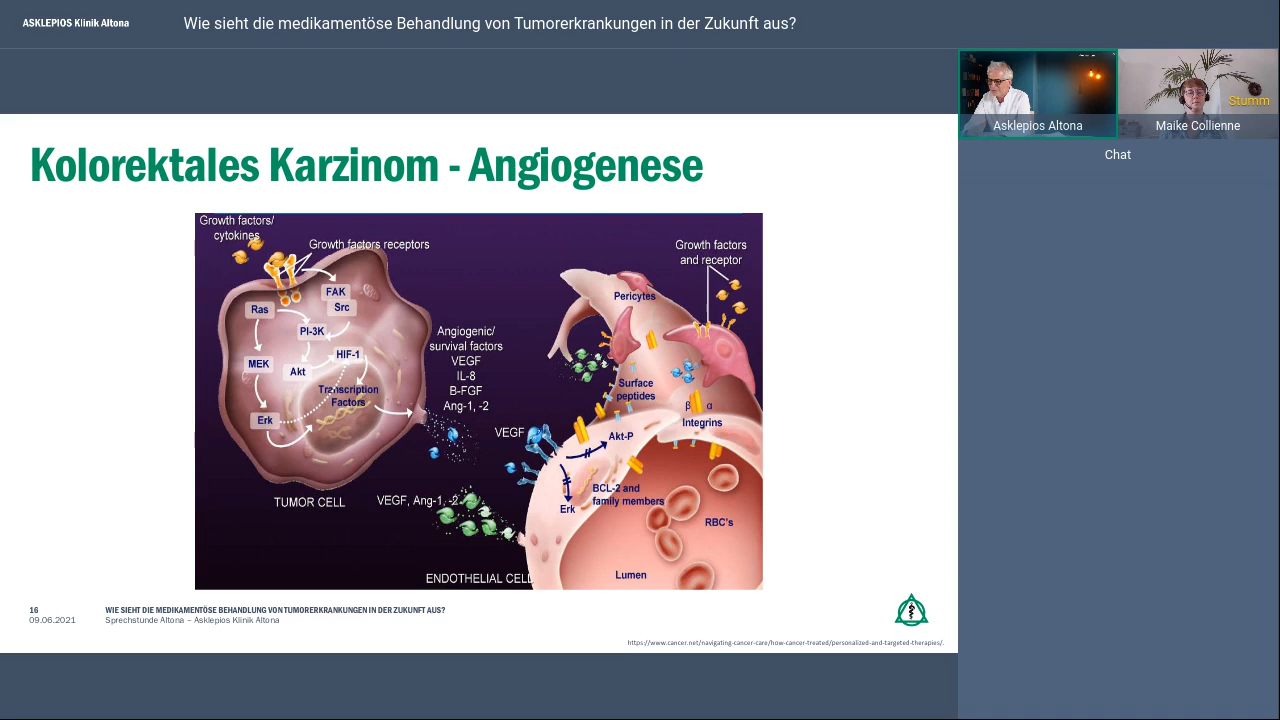 ASKLEPIOS Klinik Altona
Wie sieht die medikamentöse Behandlung von Tumorerkrankungen in der Zukunft aus?
Stumm
Asklepios Altona
Maike Collienne
Chat
Kolorektales Karzinom - Angiogenese
Growth factors/
cytokines
Growth factors receptors
FAK
Src
Ras
PI-3K
HIF-1
MEK
Akt
Transcription
Factors
Erk
TUMOR CELL
Angiogenic/
survival factors
VEGF
IL-8
B-FGF
Ang-1, -2
VEGF
VEGF, Ang-1, -2
ENDOTHELIAL CELL
Growth factors
and receptor
Pericytes
Surface
peptides
β α
Integrins
Akt-P
BCL-2 and
family members
Erk
RBC's
Lumen
16
WIE SIEHT DIE MEDIKAMENTÖSE BEHANDLUNG VON TUMORERKRANKUNGEN IN DER ZUKUNFT AUS?
09.06.2021
Sprechstunde Altona – Asklepios Klinik Altona
https://www.cancer.net/navigating-cancer-care/how-cancer-treated/personalized-and-targeted-therapies/.